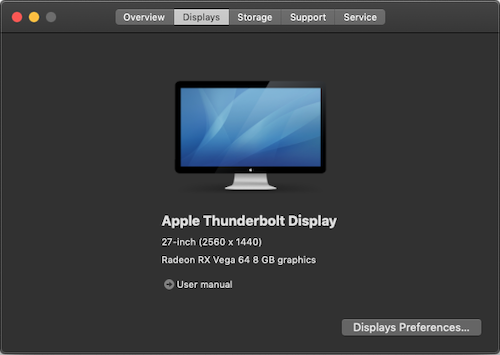 Overview Displays Storage Support Service
Apple Thunderbolt Display
27-inch (2560 x 1440)
Radeon RX Vega 64 8 GB graphics
User manual
Displays Preferences...